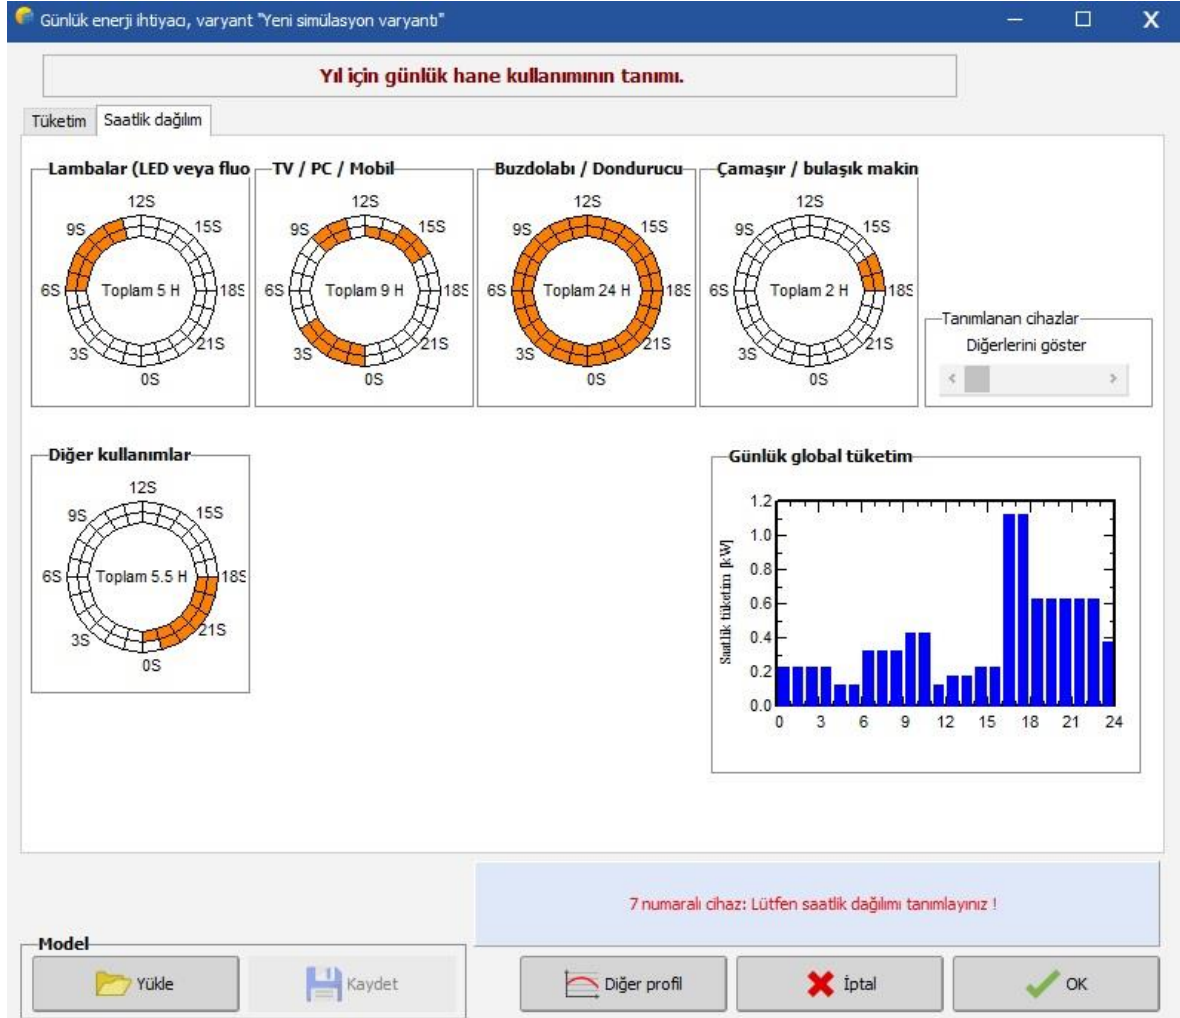 Günlük enerji ihtiyacı, varyant "Yeni simülasyon varyantı"
Yıl için günlük hane kullanımının tanımı.
Tüketim
Saatlik dağılım
Lambalar (LED veya fluo
12S
9S
15S
6S
Toplam 5 H
18S
3S
21S
0S
TV / PC / Mobil
12S
9S
15S
6S
Toplam 9 H
18S
3S
21S
0S
Buzdolabı / Dondurucu
12S
9S
15S
6S
Toplam 24 H
18S
3S
21S
0S
Çamaşır / bulaşık makin
12S
9S
15S
6S
Toplam 2 H
18S
3S
21S
0S
Tanımlanan cihazlar
Diğerlerini göster
Diğer kullanımlar
12S
9S
15S
6S
Toplam 5.5 H
18S
3S
21S
0S
Günlük global tüketim
Saatlik tüketim [kW]
1.2
1.0
0.8
0.6
0.4
0.2
0.0
0 3 6 9 12 15 18 21 24
7 numaralı cihaz: Lütfen saatlik dağılımı tanımlayınız !
Model
Yükle
Kaydet
Diğer profil
İptal
OK